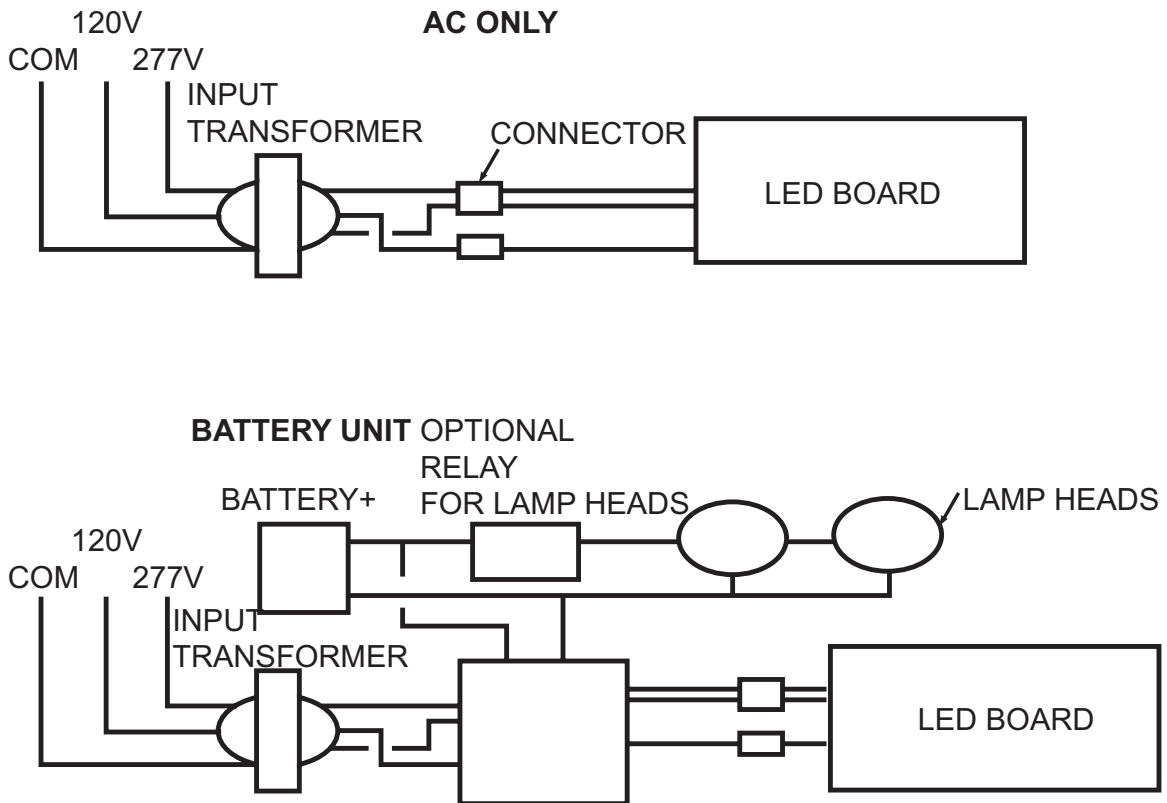 120V
AC ONLY
COM
277V
INPUT
TRANSFORMER
CONNECTOR
LED BOARD
BATTERY UNIT
OPTIONAL
RELAY
FOR LAMP HEADS
BATTERY+
LAMP HEADS
120V
COM
277V
INPUT
TRANSFORMER
LED BOARD